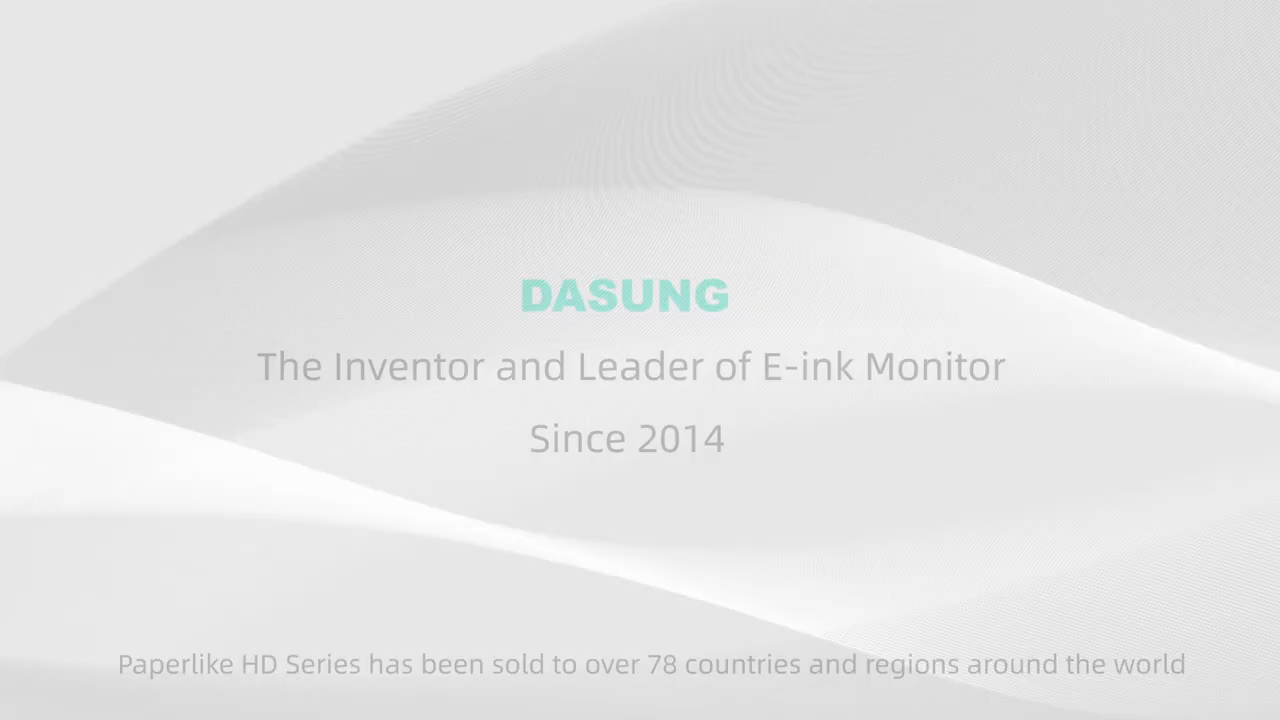 DASUNG
The Inventor and Leader of E-ink Monitor
Since 2014
Paperlike HD Series has been sold to over 78 countries and regions around the world